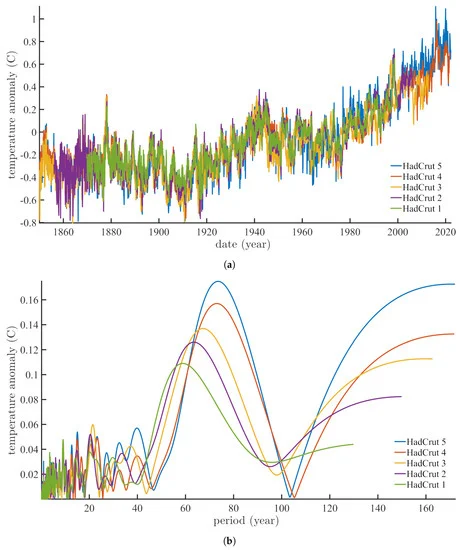 temperature anomaly (C)
1
0.8
0.6
0.4
0.2
0
-0.2
-0.4
-0.6
-0.8
HadCrut 5
HadCrut 4
HadCrut 3
HadCrut 2
HadCrut 1
1860 1880 1900 1920 1940 1960 1980 2000 2020
date (year)
(a)
temperature anomaly (C)
0.16
0.14
0.12
0.1
0.08
0.06
0.04
0.02
HadCrut 5
HadCrut 4
HadCrut 3
HadCrut 2
HadCrut 1
20 40 60 80 100 120 140 160
period (year)
(b)